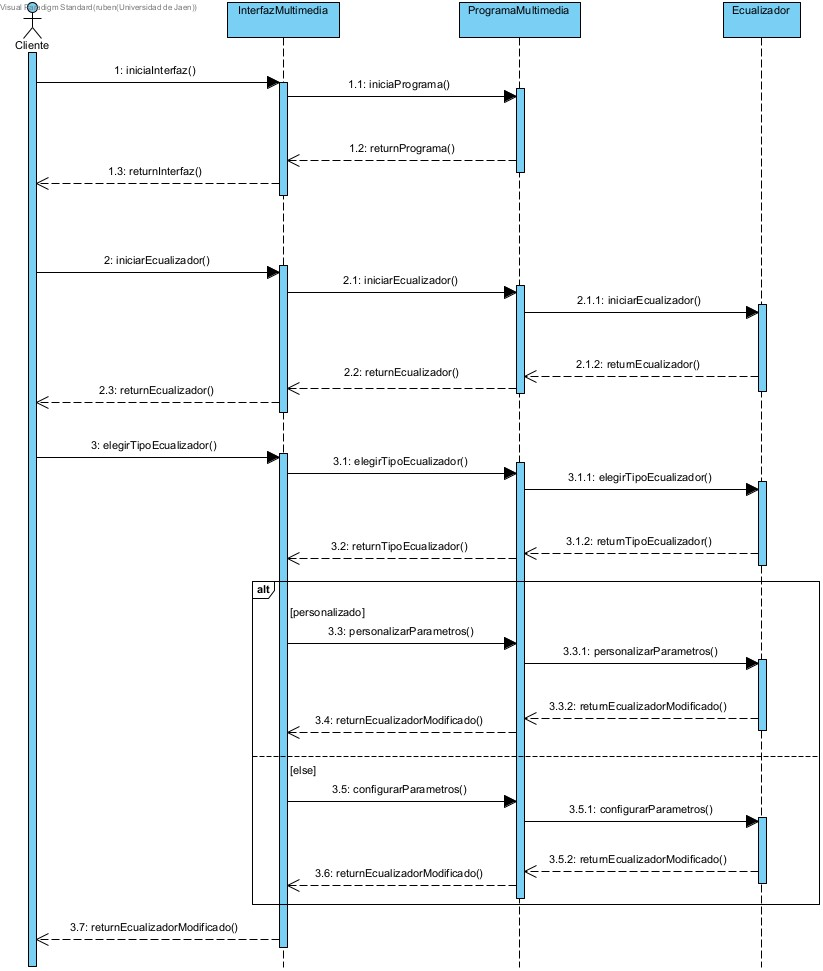 Visual Paradigm Standard(ruben(Universidad de Jaen))
Cliente
InterfazMultimedia
ProgramaMultimedia
Ecualizador
1: iniciaInterfaz()
1.1: iniciaPrograma()
1.2: returnPrograma()
1.3: returnInterfaz()
2: iniciarEcualizador()
2.1: iniciarEcualizador()
2.1.1: iniciarEcualizador()
2.1.2: returnEcualizador()
2.2: returnEcualizador()
2.3: returnEcualizador()
3: elegirTipoEcualizador()
3.1: elegirTipoEcualizador()
3.1.1: elegirTipoEcualizador()
3.1.2: returnTipoEcualizador()
3.2: returnTipoEcualizador()
alt
[personalizado]
3.3: personalizarParametros()
3.3.1: personalizarParametros()
3.3.2: returnEcualizadorModificado()
3.4: returnEcualizadorModificado()
[else]
3.5: configurarParametros()
3.5.1: configurarParametros()
3.5.2: returnEcualizadorModificado()
3.6: returnEcualizadorModificado()
3.7: returnEcualizadorModificado()